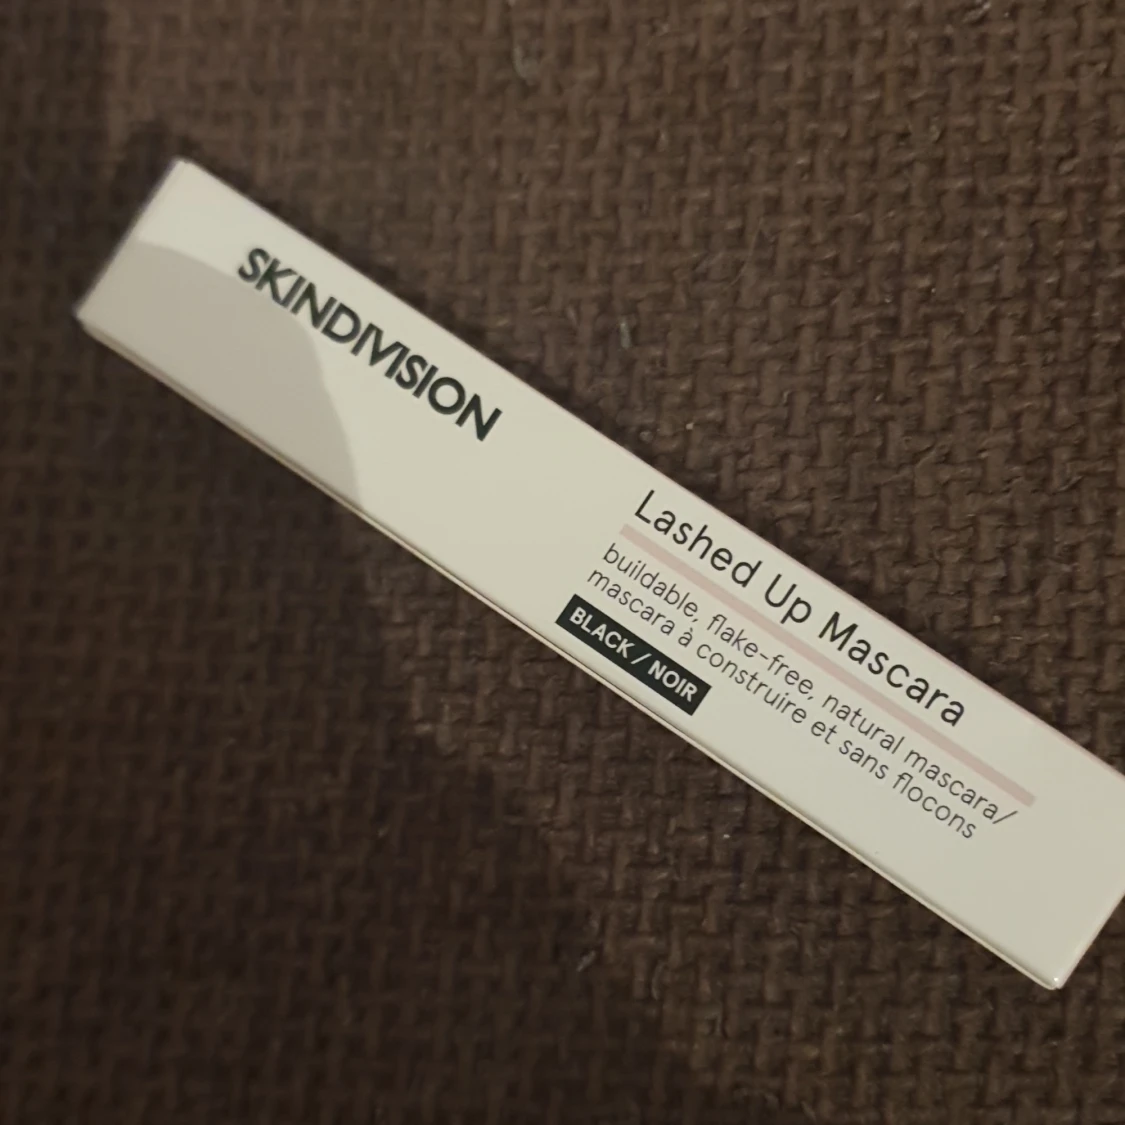 SKINDIVISION
Lashed Up Mascara
buildable, flake-free, natural mascara/
mascara à construire et sans flocons
BLACK / NOIR